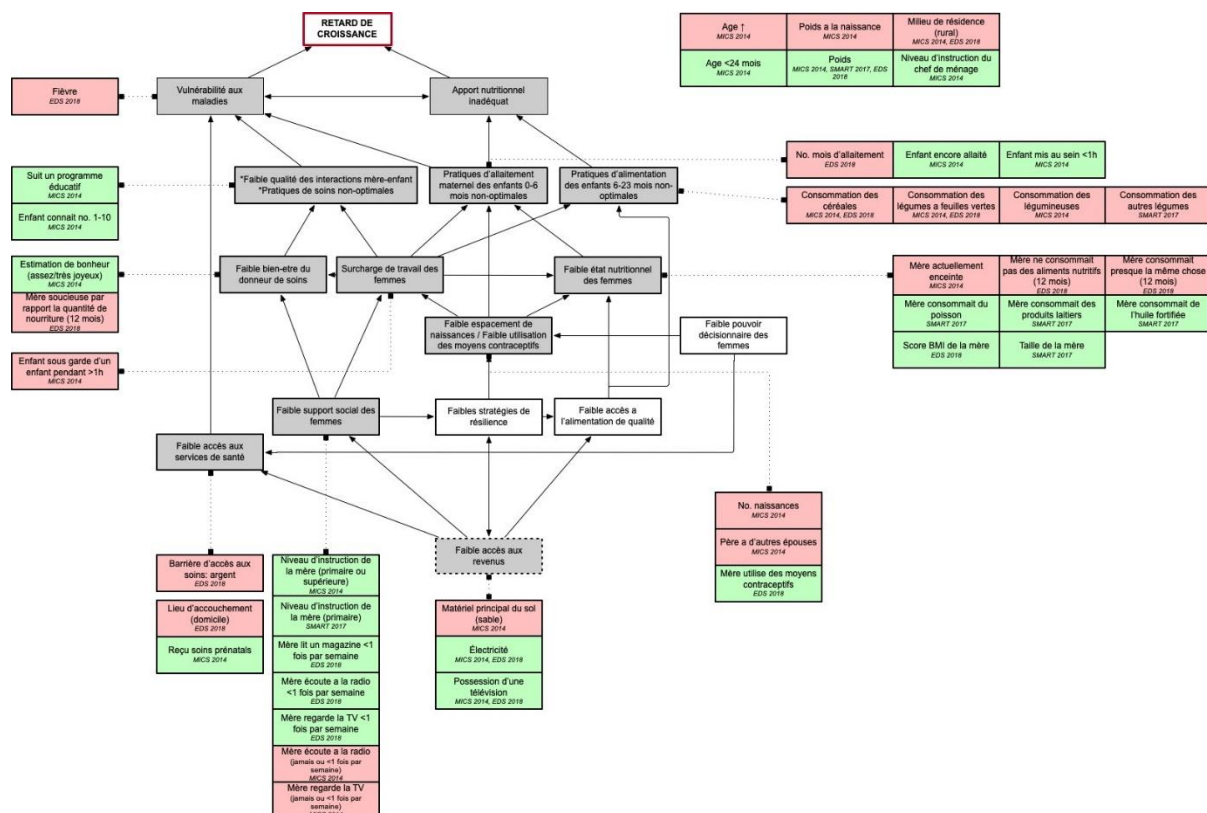 RETARD DE
CROISSANCE
Age ↑
MICS 2014
Poids a la naissance
MICS 2014
Milieu de résidence
(rural)
MICS 2014, EDS 2018
Age <24 mois
MICS 2014
Poids
MICS 2014, SMART 2017, EDS
2018
Niveau d'instruction du
chef de ménage
MICS 2014
Fièvre
EDS 2018
Vulnérabilité aux
maladies
Apport nutritionnel
inadéquat
No. mois d'allaitement
EDS 2018
Enfant encore allaité
MICS 2014
Enfant mis au sein <1h
MICS 2014
Suit un programme
éducatif
MICS 2014
Enfant connait no. 1-10
MICS 2014
*Faible qualité des interactions mère-enfant
*Pratiques de soins non-optimales
Pratiques d'allaitement
maternel des enfants 0-6
mois non-optimales
Pratiques d'alimentation
des enfants 6-23 mois non-
optimales
Consommation des
céréales
MICS 2014, EDS 2018
Consommation des
légumes a feuilles vertes
MICS 2014, EDS 2018
Consommation des
légumineuses
MICS 2014
Consommation des
autres légumes
SMART 2017
Estimation de bonheur
(assez/très joyeux)
MICS 2014
Mère soucieuse par
rapport la quantité de
nourriture (12 mois)
EDS 2018
Faible bien-etre du
donneur de soins
Surcharge de travail des
femmes
Faible état nutritionnel
des femmes
Mère actuellement
enceinte
MICS 2014
Mère ne consommait
pas des aliments nutritifs
(12 mois)
EDS 2018
Mère consommait
presque la même chose
(12 mois)
EDS 2018
Mère consommait du
poisson
SMART 2017
Mère consommait des
produits laitiers
SMART 2017
Mère consommait de
l'huile fortifiée
SMART 2017
Score BMI de la mère
EDS 2018
Taille de la mère
SMART 2017
Enfant sous garde d'un
enfant pendant >1h
MICS 2014
Faible espacement de
naissances / Faible utilisation
des moyens contraceptifs
Faible pouvoir
décisionnaire des
femmes
Faible support social des
femmes
Faibles stratégies de
résilience
Faible accès a
l'alimentation de qualité
Faible accès aux
services de santé
No. naissances
MICS 2014
Père a d'autres épouses
MICS 2014
Mère utilise des moyens
contraceptifs
EDS 2018
Faible accès aux
revenus
Barrière d'accès aux
soins: argent
EDS 2018
Lieu d'accouchement
(domicile)
EDS 2018
Reçu soins prénatals
MICS 2014
Niveau d'instruction de
la mère (primaire ou
supérieure)
MICS 2014
Niveau d'instruction de
la mère (primaire)
SMART 2017
Mère lit un magazine <1
fois par semaine
EDS 2018
Mère écoute a la radio
<1 fois par semaine
EDS 2018
Mère regarde la TV <1
fois par semaine
EDS 2018
Mère écoute a la radio
(jamais ou <1 fois par
semaine)
MICS 2014
Mère regarde la TV
(jamais ou <1 fois par
semaine)
Matériel principal du sol
(sable)
MICS 2014
Électricité
MICS 2014, EDS 2018
Possession d'une
télévision
MICS 2014, EDS 2018